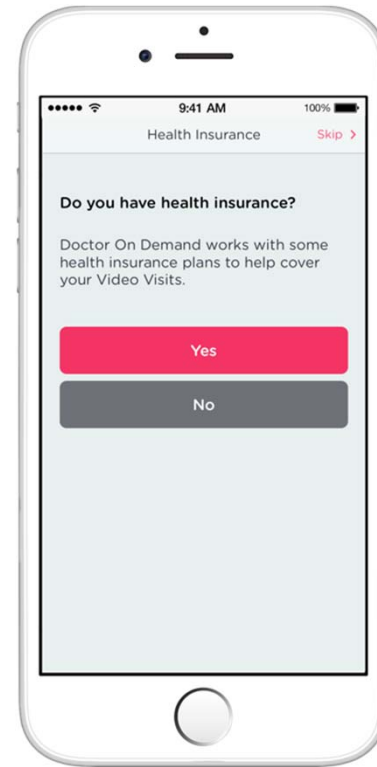 9:41 AM
100%
Health Insurance
Skip >
Do you have health insurance?
Doctor On Demand works with some
health insurance plans to help cover
your Video Visits.
Yes
No